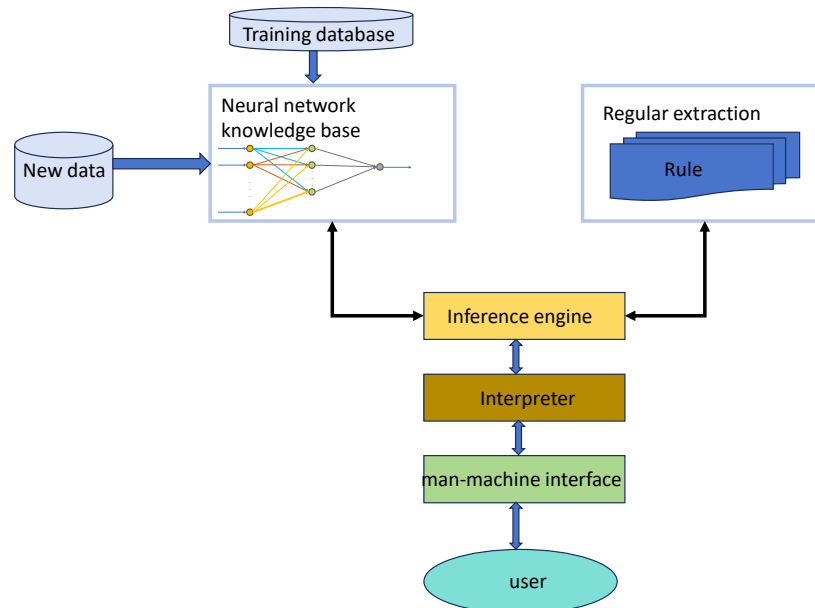 Training database
Neural network
knowledge base
New data
Regular extraction
Rule
Inference engine
Interpreter
man-machine interface
user